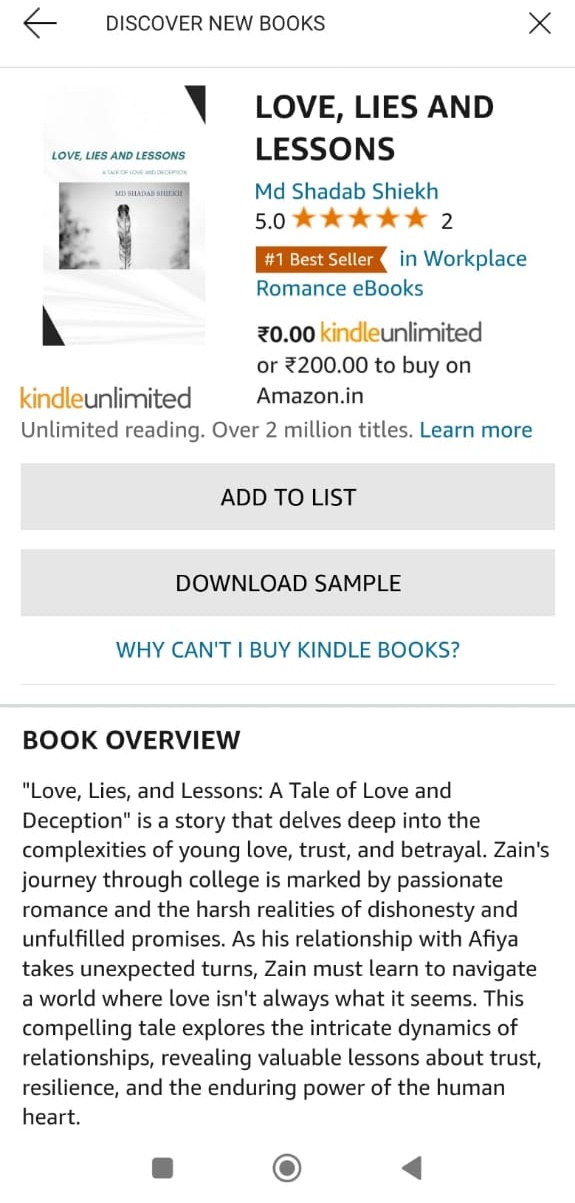 DISCOVER NEW BOOKS
LOVE, LIES AND LESSONS
A TALE OF LOVE AND DECEPTION
MD SHADAB SHIEKH
LOVE, LIES AND
LESSONS
Md Shadab Shiekh
5.0 2
#1 Best Seller in Workplace
Romance eBooks
₹0.00 kindleunlimited
or ₹200.00 to buy on
Amazon.in
kindleunlimited
Unlimited reading. Over 2 million titles. Learn more
ADD TO LIST
DOWNLOAD SAMPLE
WHY CAN'T I BUY KINDLE BOOKS?
BOOK OVERVIEW
"Love, Lies, and Lessons: A Tale of Love and
Deception" is a story that delves deep into the
complexities of young love, trust, and betrayal. Zain's
journey through college is marked by passionate
romance and the harsh realities of dishonesty and
unfulfilled promises. As his relationship with Afiya
takes unexpected turns, Zain must learn to navigate
a world where love isn't always what it seems. This
compelling tale explores the intricate dynamics of
relationships, revealing valuable lessons about trust,
resilience, and the enduring power of the human
heart.